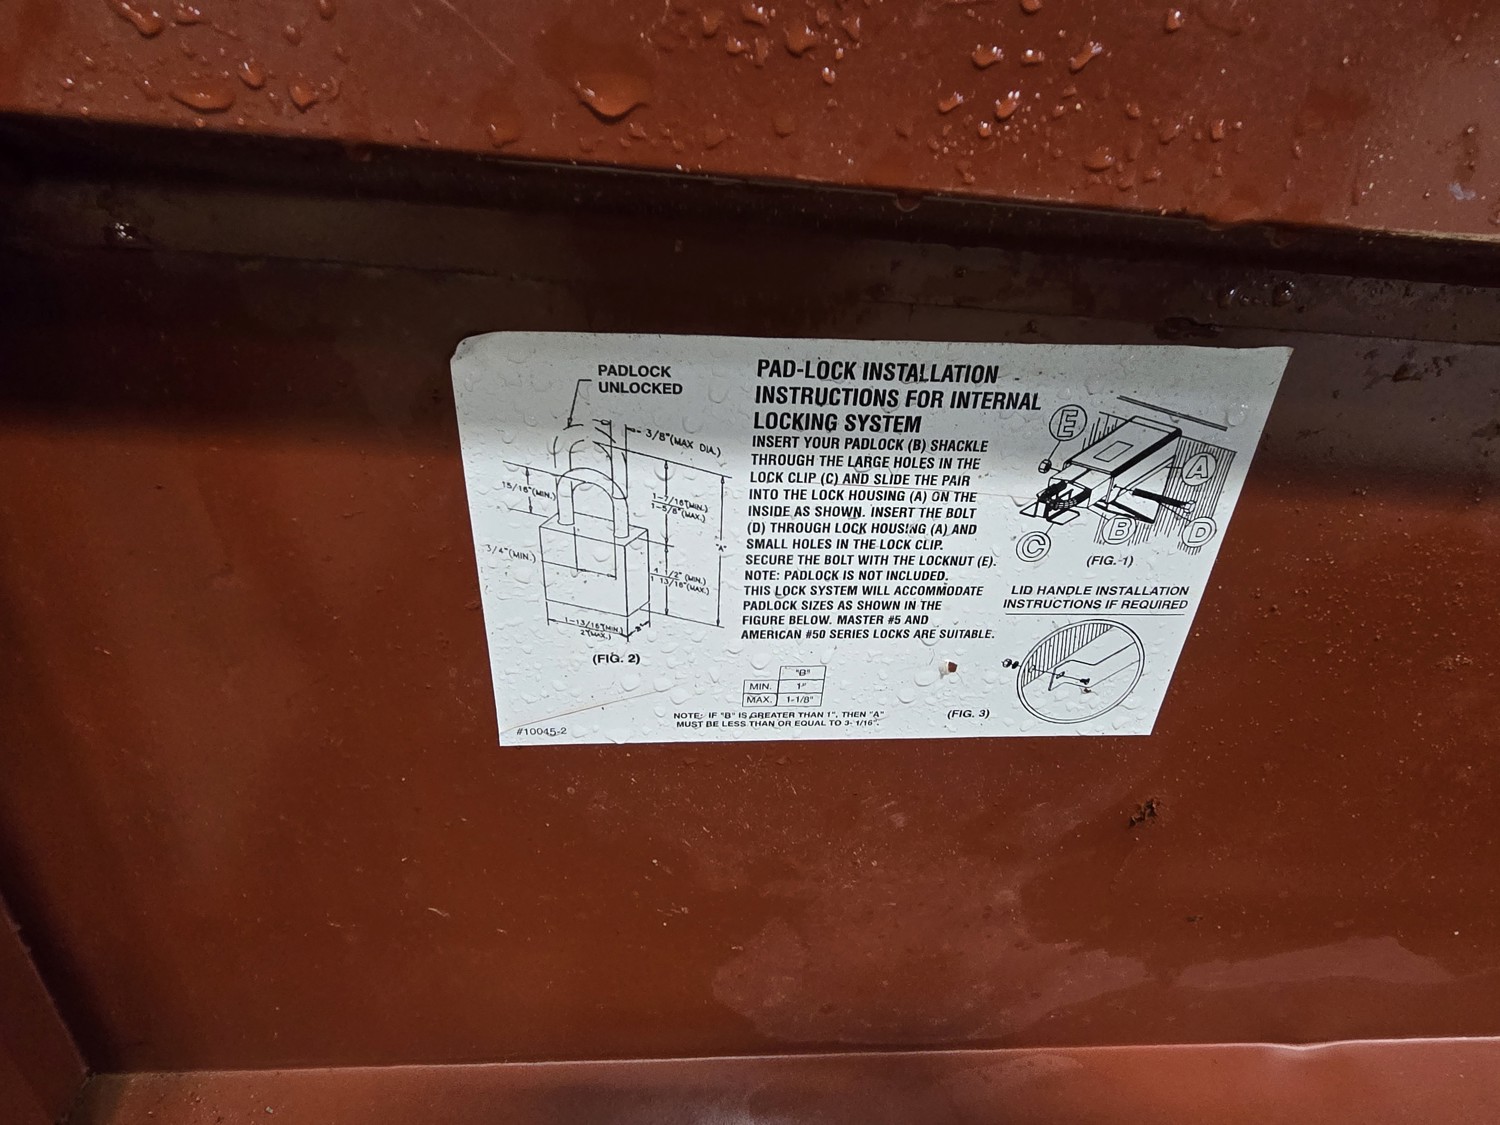 PADLOCK
UNLOCKED
3/8"(MAX DIA.)
15/16"(MIN.)
1-7/16"(MIN.)
1-5/8"(MAX.)
"A"
3/4"(MIN.)
1/2" (MIN.)
1 13/16"(MAX.)
1-13/16"(MIN.)
2"(MAX.)
"B"
(FIG. 2)
#10045-2
PAD-LOCK INSTALLATION
INSTRUCTIONS FOR INTERNAL
LOCKING SYSTEM
INSERT YOUR PADLOCK (B) SHACKLE
THROUGH THE LARGE HOLES IN THE
LOCK CLIP (C) AND SLIDE THE PAIR
INTO THE LOCK HOUSING (A) ON THE
INSIDE AS SHOWN. INSERT THE BOLT
(D) THROUGH LOCK HOUSING (A) AND
SMALL HOLES IN THE LOCK CLIP.
SECURE THE BOLT WITH THE LOCKNUT (E).
NOTE: PADLOCK IS NOT INCLUDED.
THIS LOCK SYSTEM WILL ACCOMMODATE
PADLOCK SIZES AS SHOWN IN THE
FIGURE BELOW. MASTER #5 AND
AMERICAN #50 SERIES LOCKS ARE SUITABLE.
"B"
MIN. 1"
MAX. 1-1/8"
NOTE: IF "B" IS GREATER THAN 1", THEN "A"
MUST BE LESS THAN OR EQUAL TO 3-1/16".
E
A
B
D
C
(FIG. 1)
LID HANDLE INSTALLATION
INSTRUCTIONS IF REQUIRED
(FIG. 3)